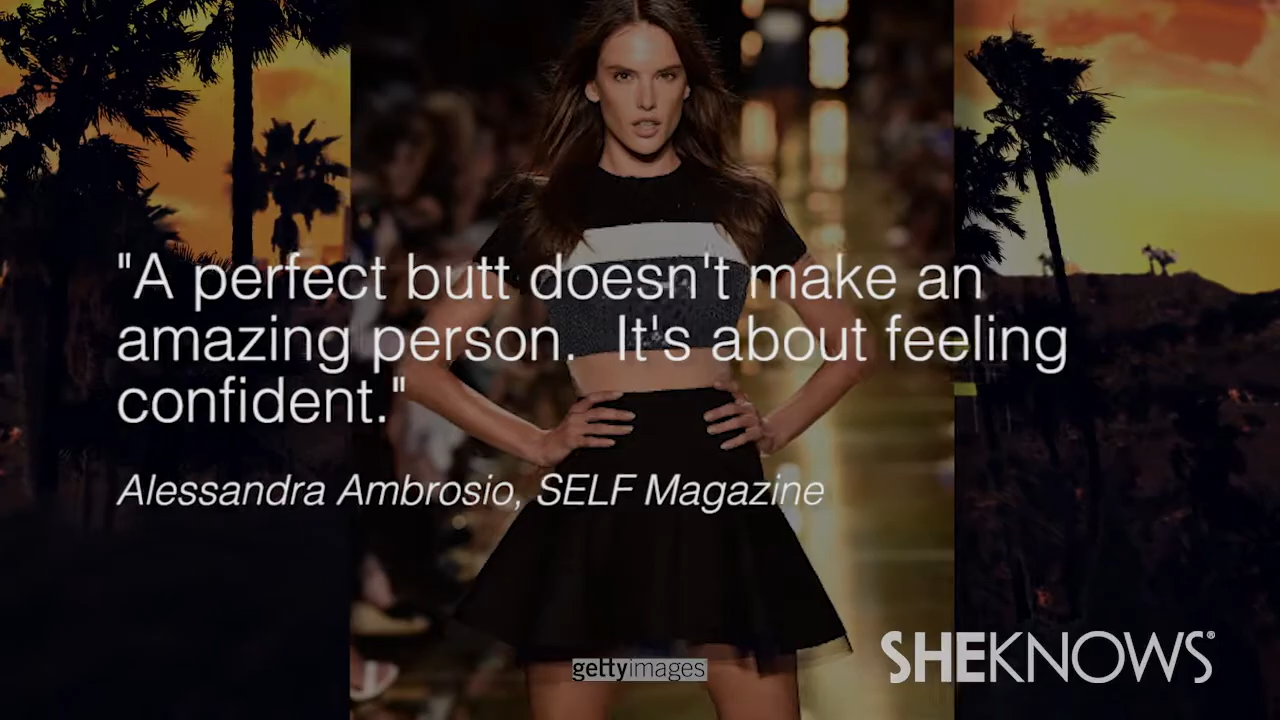 "A perfect butt doesn't make an
amazing person.  It's about feeling
confident."
Alessandra Ambrosio, SELF Magazine
gettyimages
SHEKNOWS®